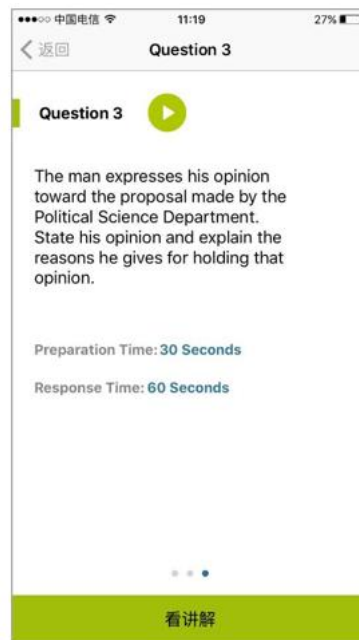 中国电信 11:19 27%
返回 Question 3
Question 3
The man expresses his opinion
toward the proposal made by the
Political Science Department.
State his opinion and explain the
reasons he gives for holding that
opinion.
Preparation Time: 30 Seconds
Response Time: 60 Seconds
看讲解